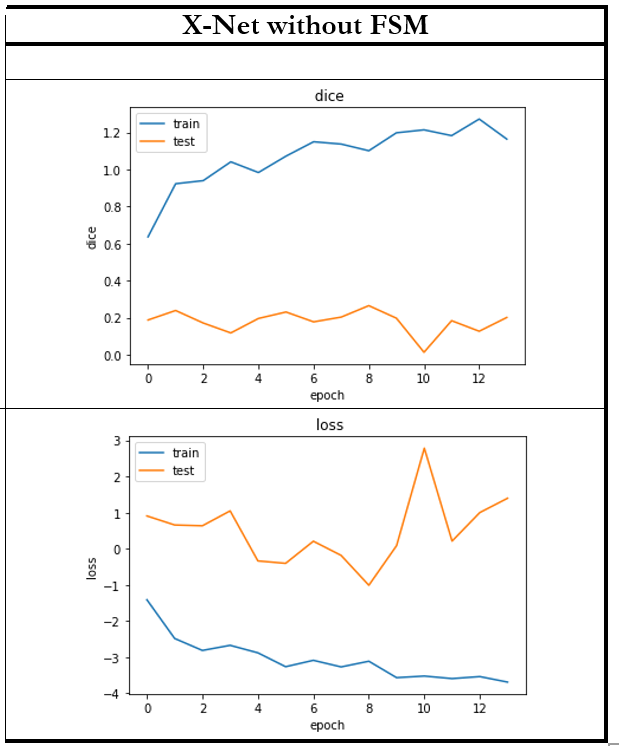 X-Net without FSM
dice
train
test
1.2
1.0
0.8
0.6
0.4
0.2
0.0
dice
0 2 4 6 8 10 12
epoch
loss
train
test
3
2
1
0
−1
−2
−3
−4
loss
0 2 4 6 8 10 12
epoch